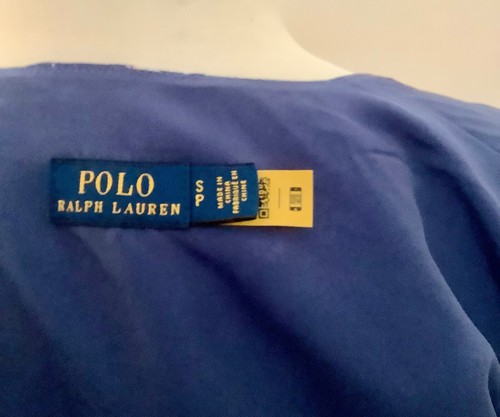 POLO
RALPH LAUREN
S
P
MADE IN
CHINA
FABRIQUÉ EN
CHINE